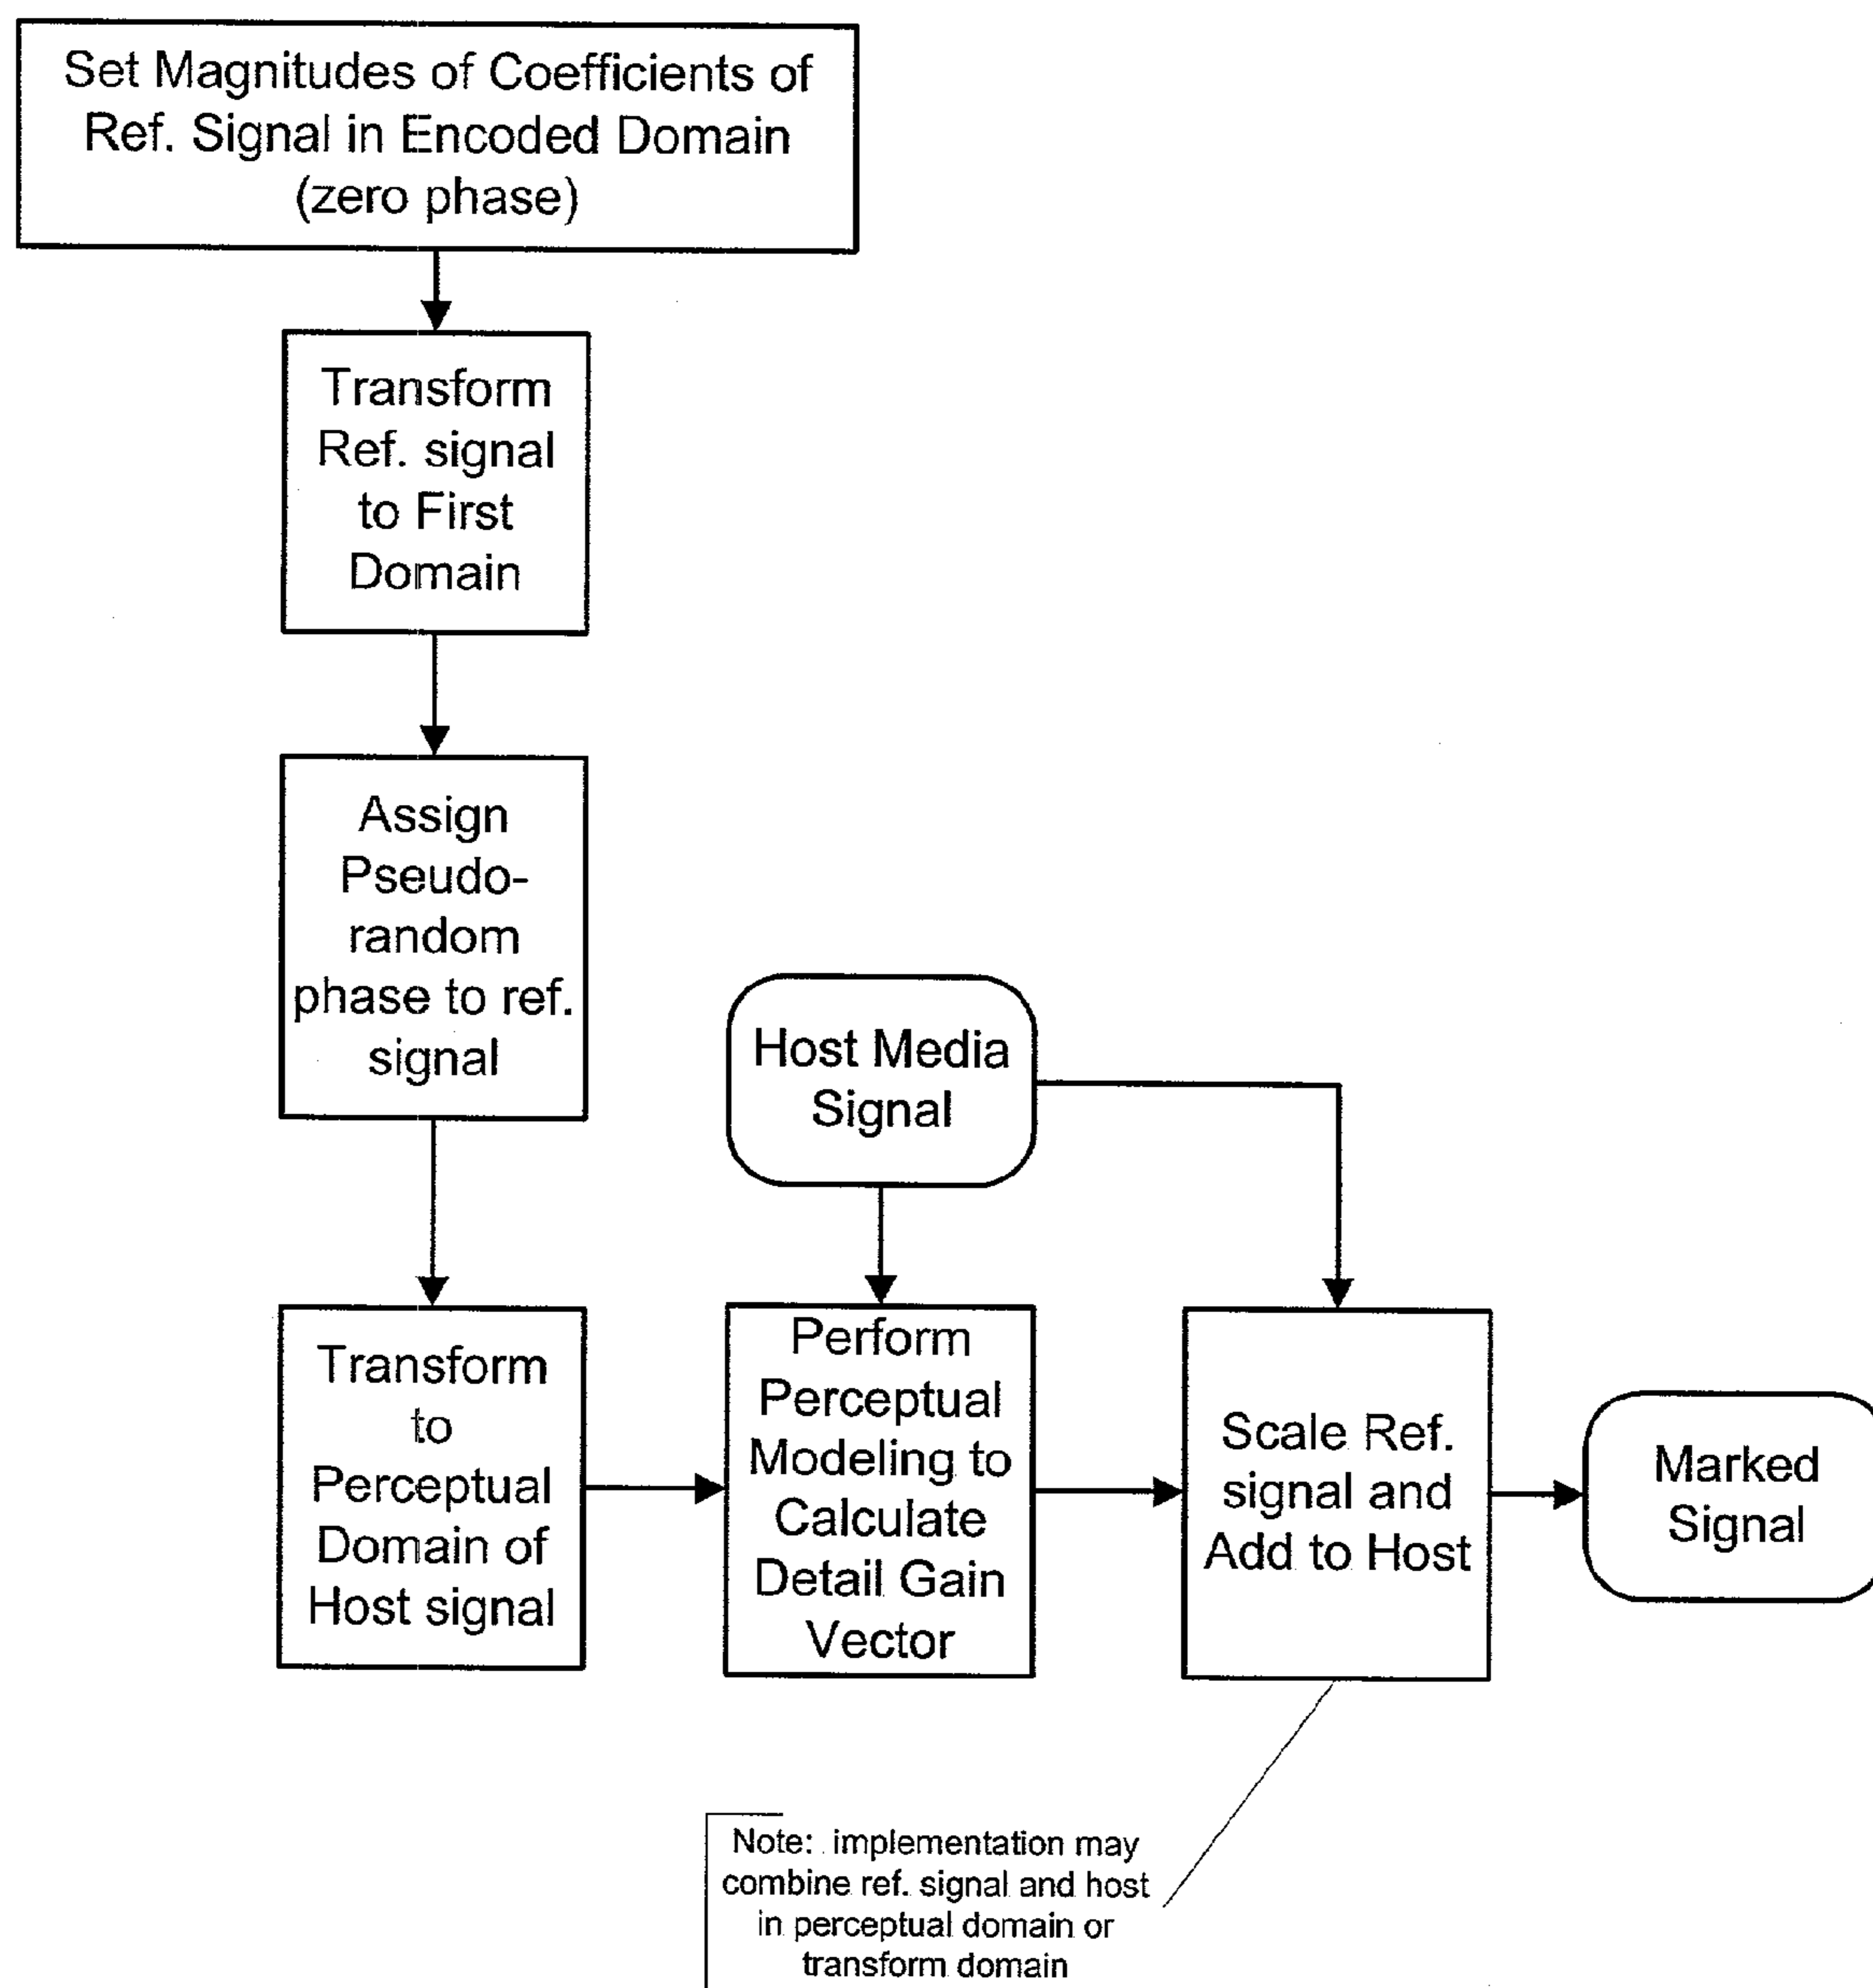 Set Magnitudes of Coefficients of
Ref. Signal in Encoded Domain
(zero phase)
Transform
Ref. signal
to First
Domain
Assign
Pseudo-
random
phase to ref.
signal
Host Media
Signal
Transform
to
Perceptual
Domain of
Host signal
Perform
Perceptual
Modeling to
Calculate
Detail Gain
Vector
Scale Ref.
signal and
Add to Host
Marked
Signal
Note: implementation may
combine ref. signal and host
in perceptual domain or
transform domain